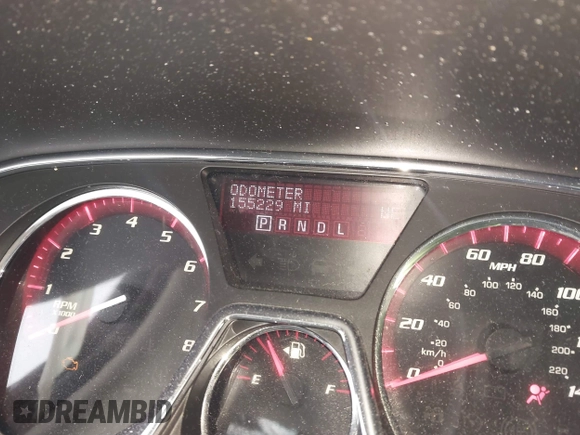 ODOMETER
155229 MI
P R N D L
1 2 3 4 5 6 7 8
RPM
x1000
E F
0 20 40 60 80 100
MPH
0 20 40 60 80 100 120 140 160 180 200 220
km/h
DREAMBID